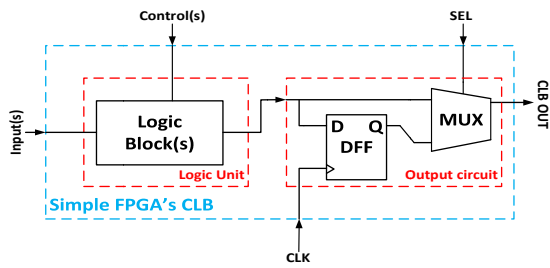 Control(s)
SEL
Input(s)
Logic
Block(s)
Logic Unit
D
Q
DFF
MUX
CLB OUT
Output circuit
Simple FPGA's CLB
CLK